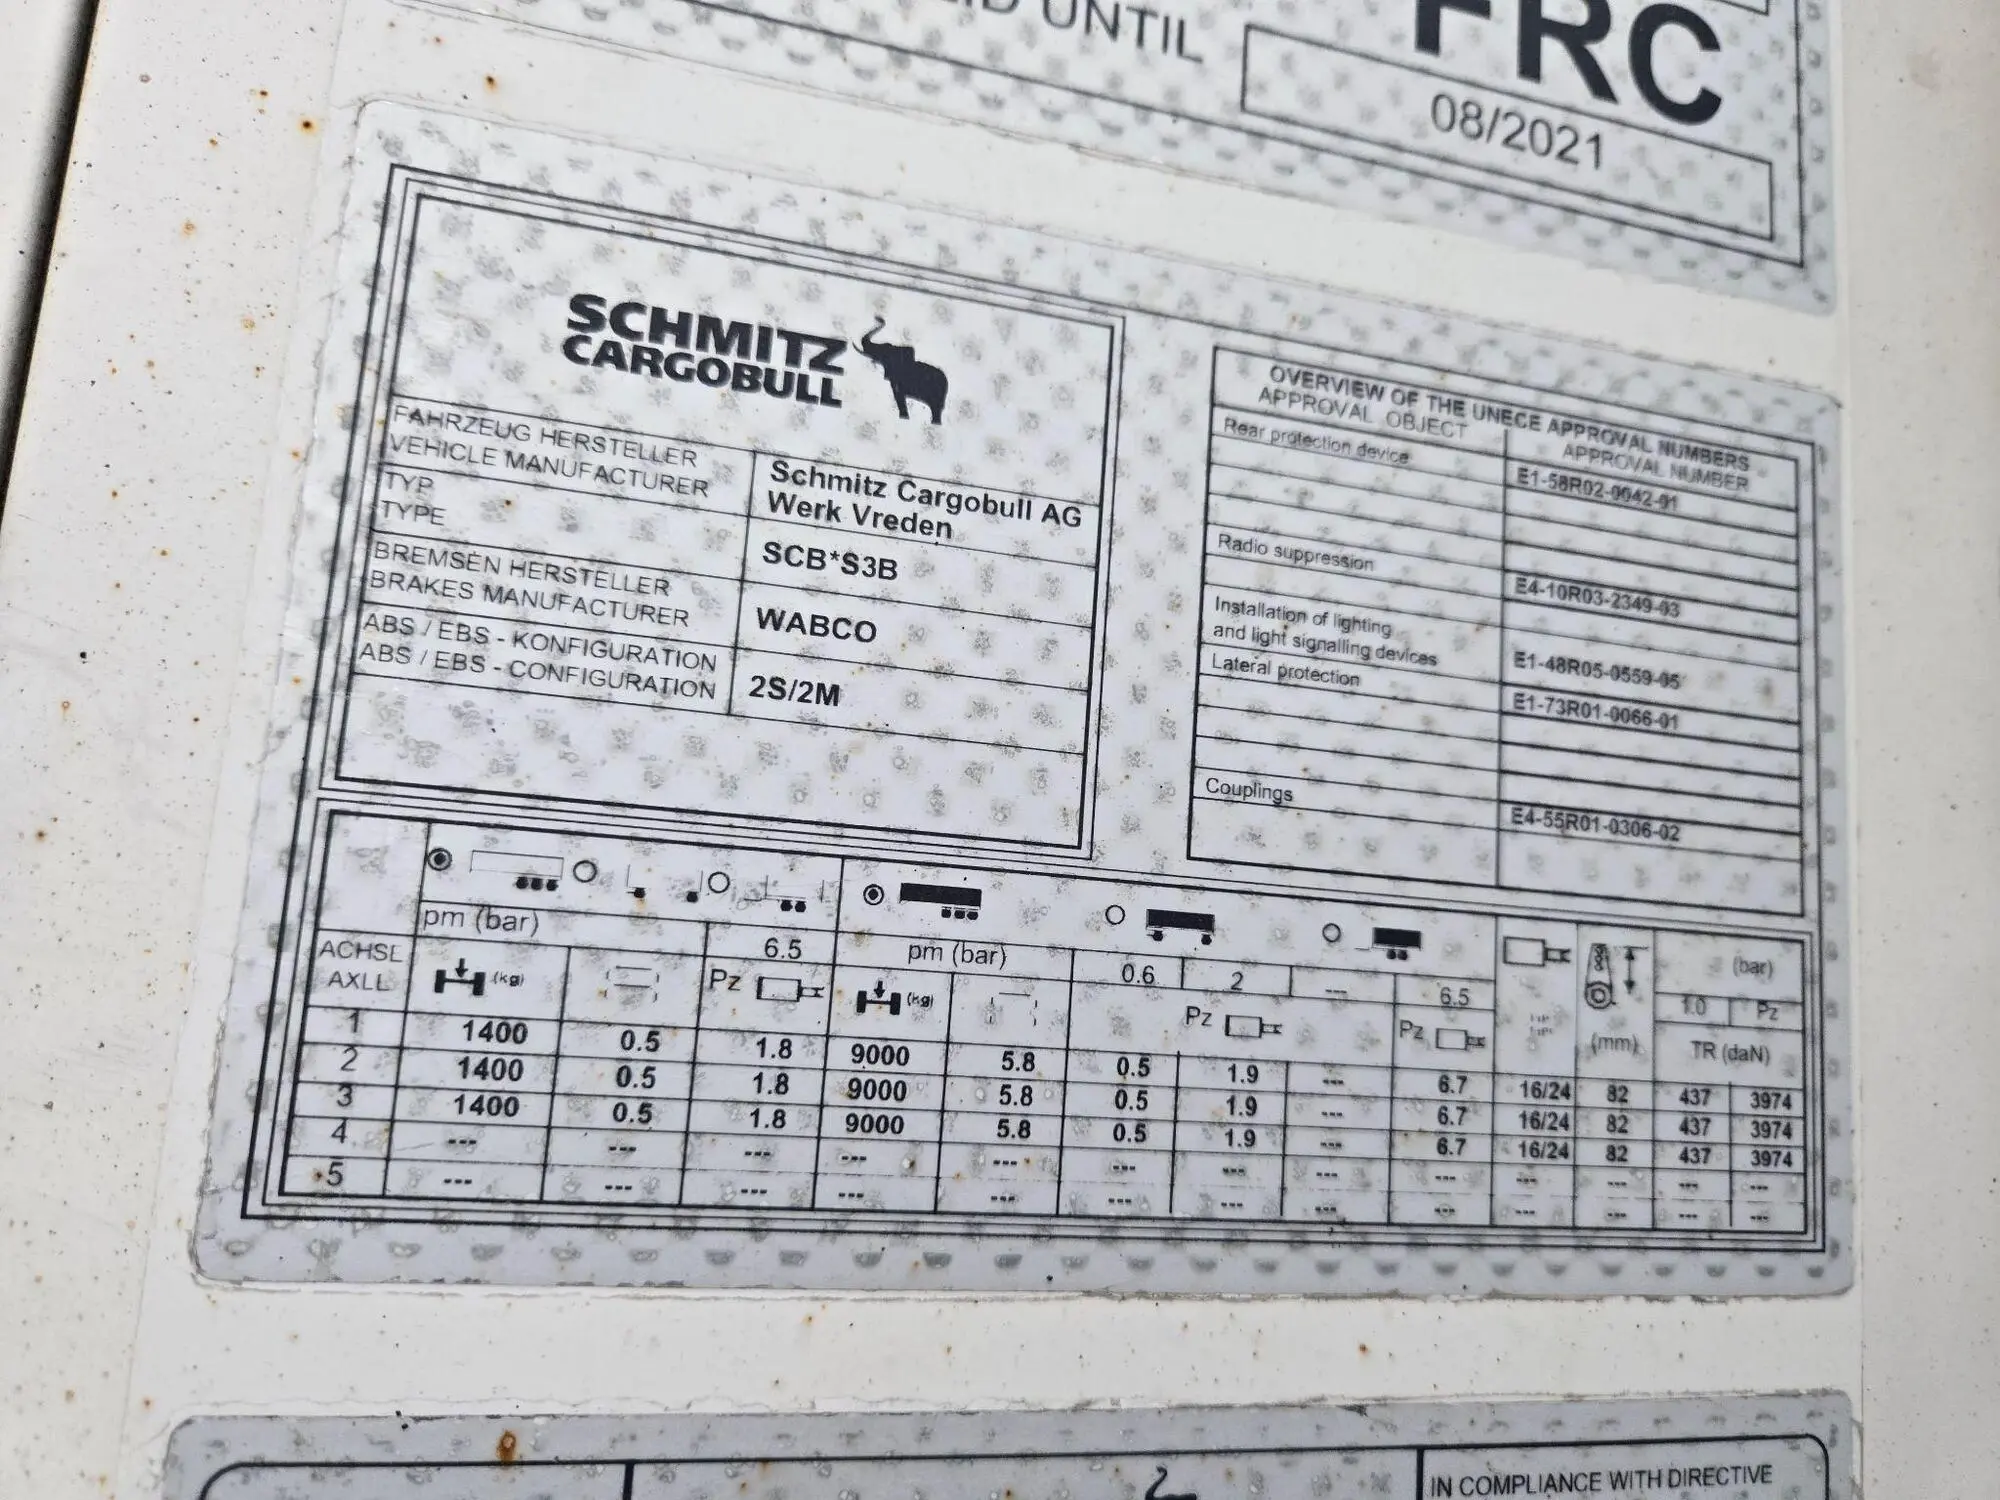 UNTIL
FRC
08/2021
SCHMITZ
CARGOBULL
FAHRZEUG HERSTELLER
VEHICLE MANUFACTURER
Schmitz Cargobull AG
Werk Vreden
TYP
TYPE
SCB*S3B
BREMSEN HERSTELLER
BRAKES MANUFACTURER
WABCO
ABS / EBS - KONFIGURATION
ABS / EBS - CONFIGURATION
2S/2M
OVERVIEW OF THE UNECE APPROVAL NUMBERS
APPROVAL OBJECT APPROVAL NUMBER
Rear protection device E1-58R02-0042-01
Radio suppression E4-10R03-2349-03
Installation of lighting
and light signalling devices E1-48R05-0559-05
Lateral protection E1-73R01-0066-01
Couplings E4-55R01-0306-02
pm (bar) 6.5 pm (bar) 0.6 2 --- 6.5 (bar)
1.0 Pz
ACHSE
AXLE (kg) Pz (kg) Pz Pz (mm) TR (daN)
1 1400 0.5 1.8 9000 5.8 0.5 1.9 --- 6.7 16/24 82 437 3974
2 1400 0.5 1.8 9000 5.8 0.5 1.9 --- 6.7 16/24 82 437 3974
3 1400 0.5 1.8 9000 5.8 0.5 1.9 --- 6.7 16/24 82 437 3974
4 --- --- --- --- --- --- --- --- --- --- --- --- ---
5 --- --- --- --- --- --- --- --- --- --- --- --- ---
IN COMPLIANCE WITH DIRECTIVE